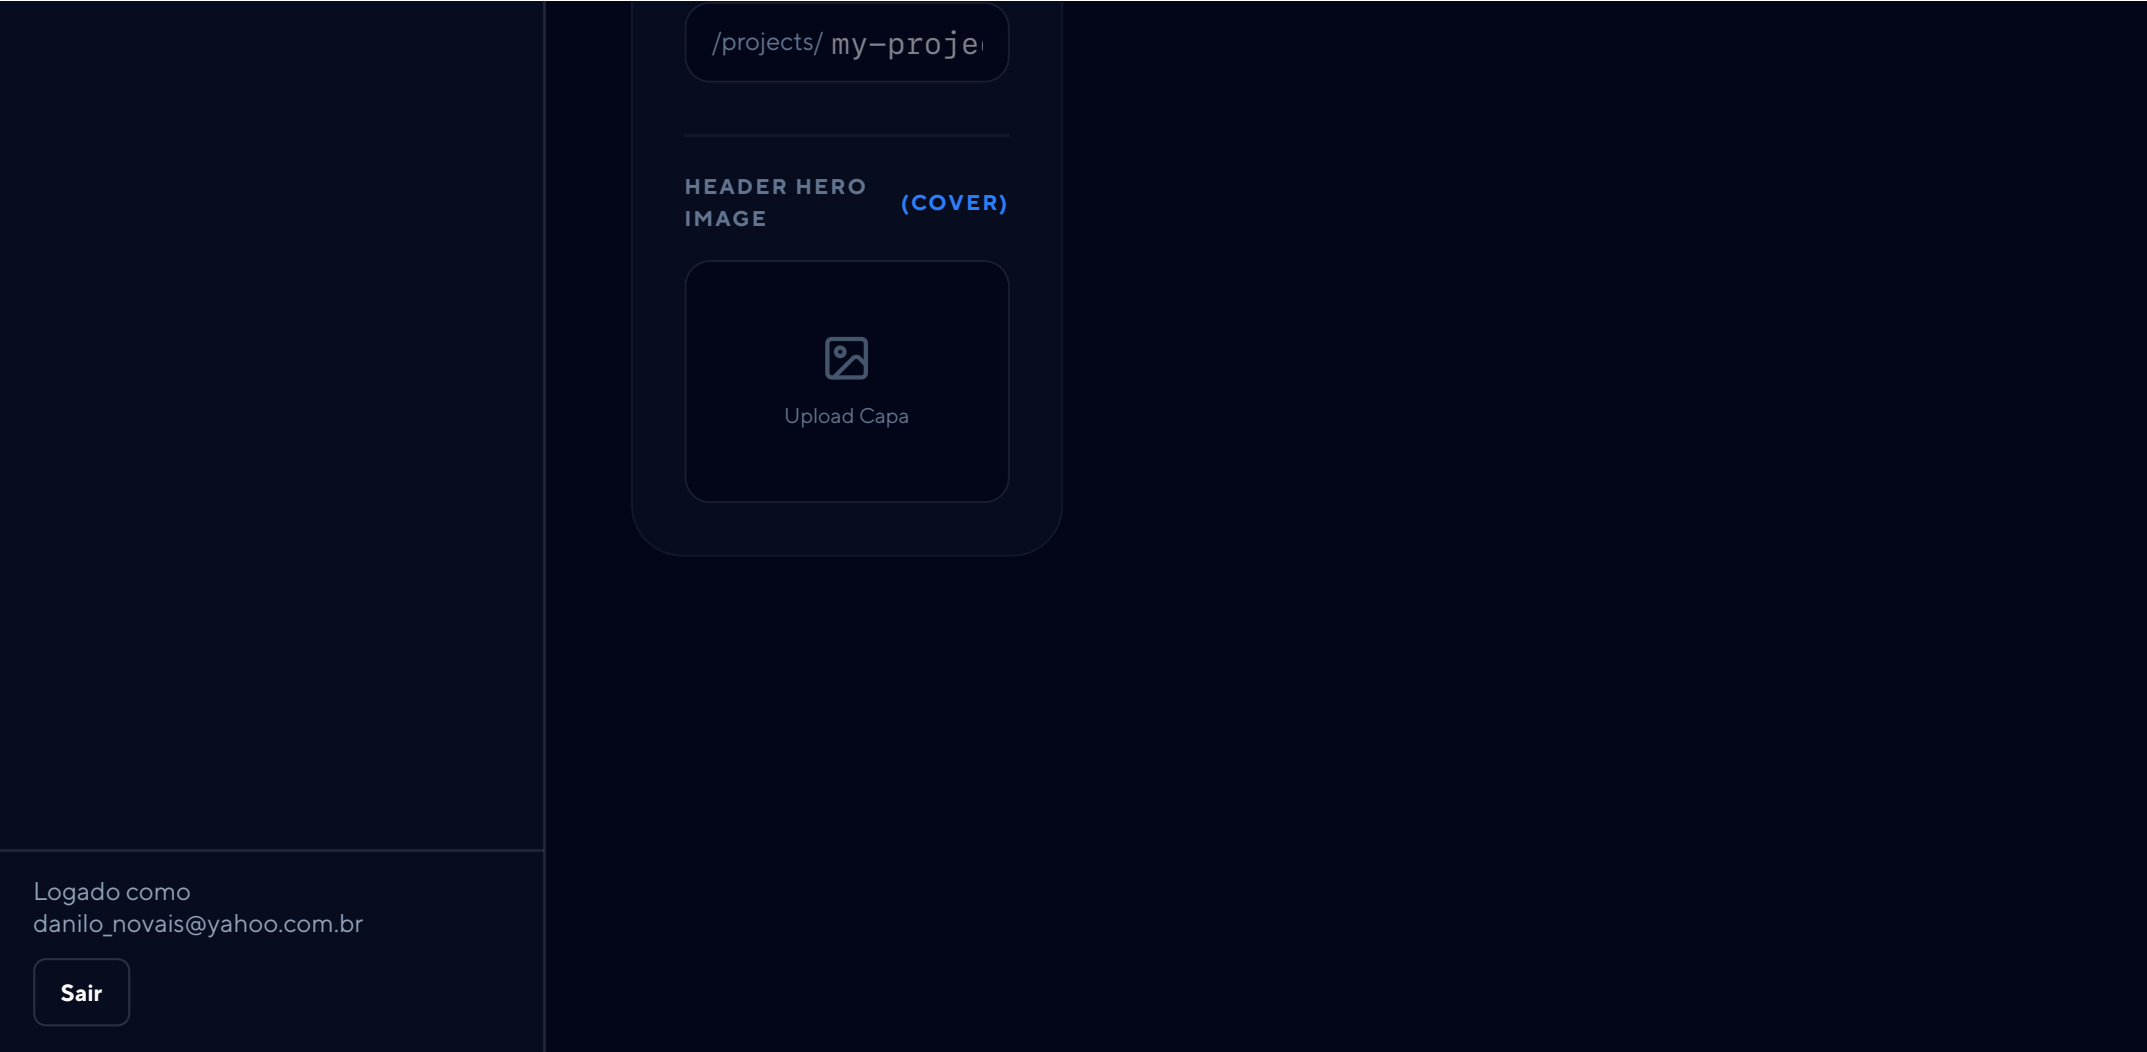 /projects/ my-proje
HEADER HERO
IMAGE
(COVER)
Upload Capa
Logado como
danilo_novais@yahoo.com.br
Sair